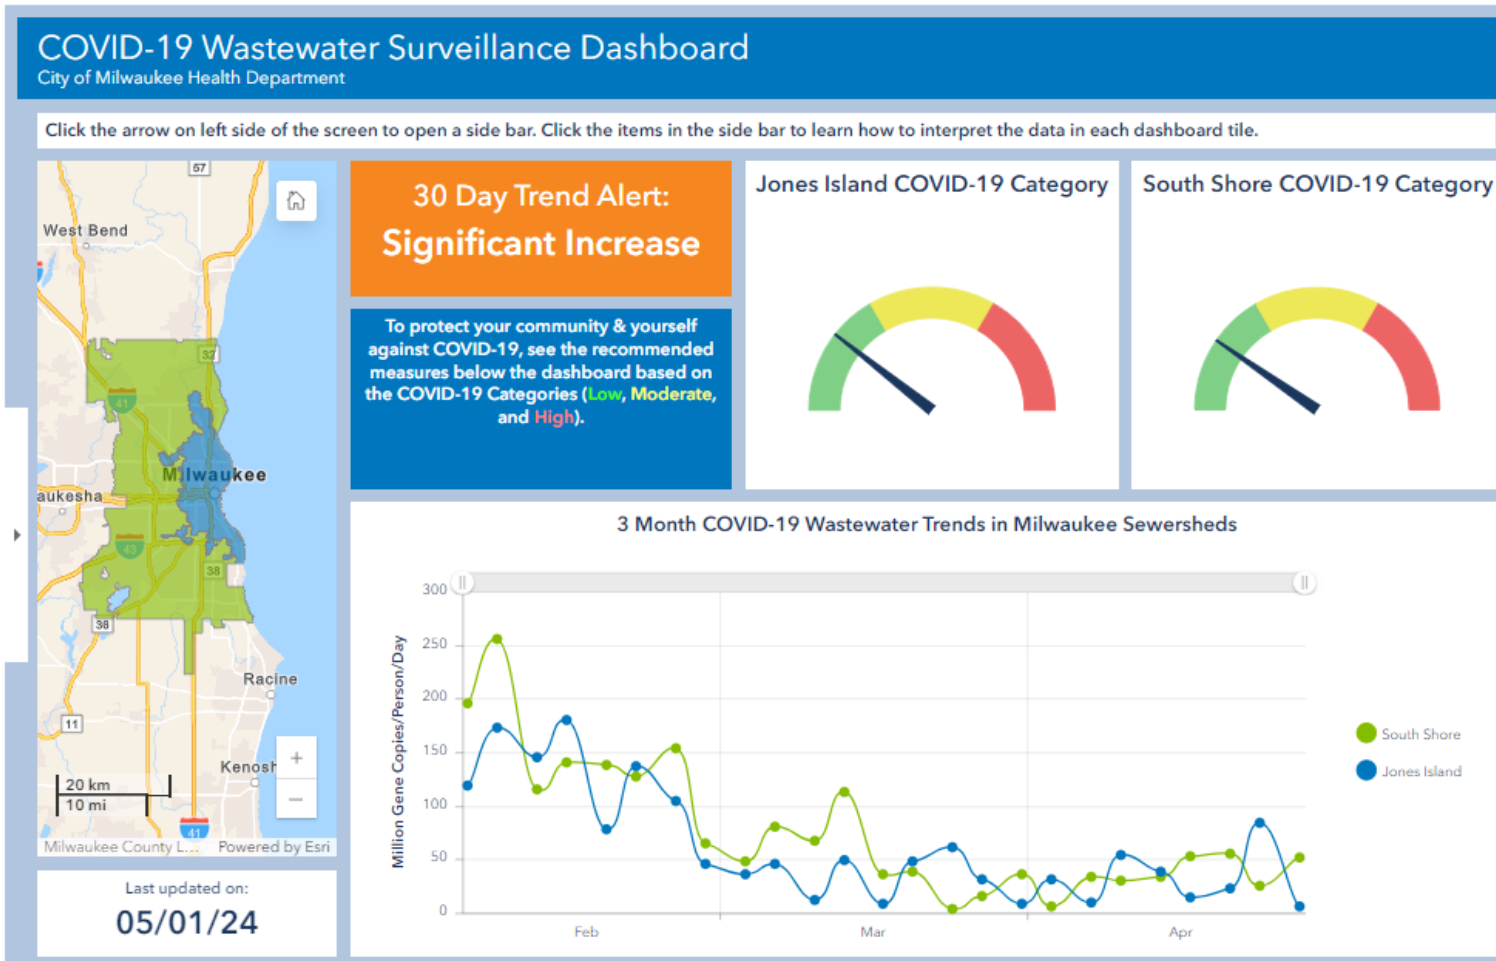 COVID-19 Wastewater Surveillance Dashboard
City of Milwaukee Health Department
Click the arrow on left side of the screen to open a side bar. Click the items in the side bar to learn how to interpret the data in each dashboard tile.
57
West Bend
32
41
Milwaukee
aukesha
43
38
36
Racine
11
Kenosh
+
−
20 km
10 mi
41
Milwaukee County L... Powered by Esri
Last updated on:
05/01/24
30 Day Trend Alert:
Significant Increase
To protect your community & yourself
against COVID-19, see the recommended
measures below the dashboard based on
the COVID-19 Categories (Low, Moderate,
and High).
Jones Island COVID-19 Category
South Shore COVID-19 Category
3 Month COVID-19 Wastewater Trends in Milwaukee Sewersheds
Million Gene Copies/Person/Day
300
250
200
150
100
50
0
Feb Mar Apr
South Shore
Jones Island